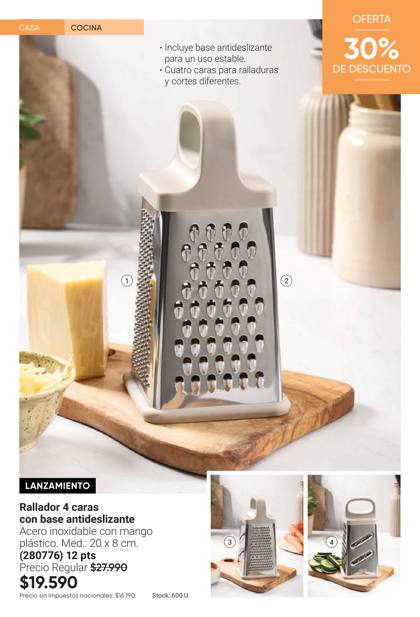 CASA
COCINA
OFERTA
30%
DE DESCUENTO
• Incluye base antideslizante
para un uso estable.
• Cuatro caras para ralladuras
y cortes diferentes.
1
2
LANZAMIENTO
Rallador 4 caras
con base antideslizante
Acero inoxidable con mango
plástico. Med.: 20 x 8 cm.
(280776) 12 pts
Precio Regular $27.990
$19.590
Precio sin impuestos nacionales: $16.190
Stock: 600 U.
3
4